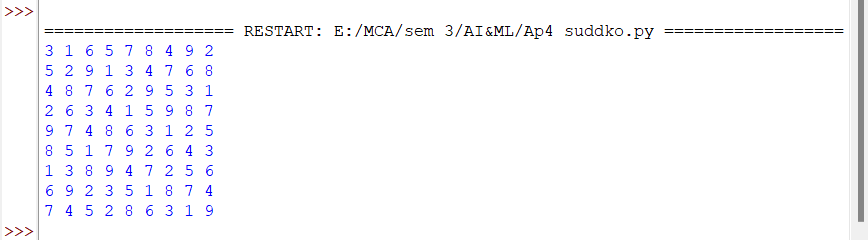 >>>
=================== RESTART: E:/MCA/sem 3/AI&ML/Ap4 suddko.py ==================
3 1 6 5 7 8 4 9 2
5 2 9 1 3 4 7 6 8
4 8 7 6 2 9 5 3 1
2 6 3 4 1 5 9 8 7
9 7 4 8 6 3 1 2 5
8 5 1 7 9 2 6 4 3
1 3 8 9 4 7 2 5 6
6 9 2 3 5 1 8 7 4
7 4 5 2 8 6 3 1 9
>>>